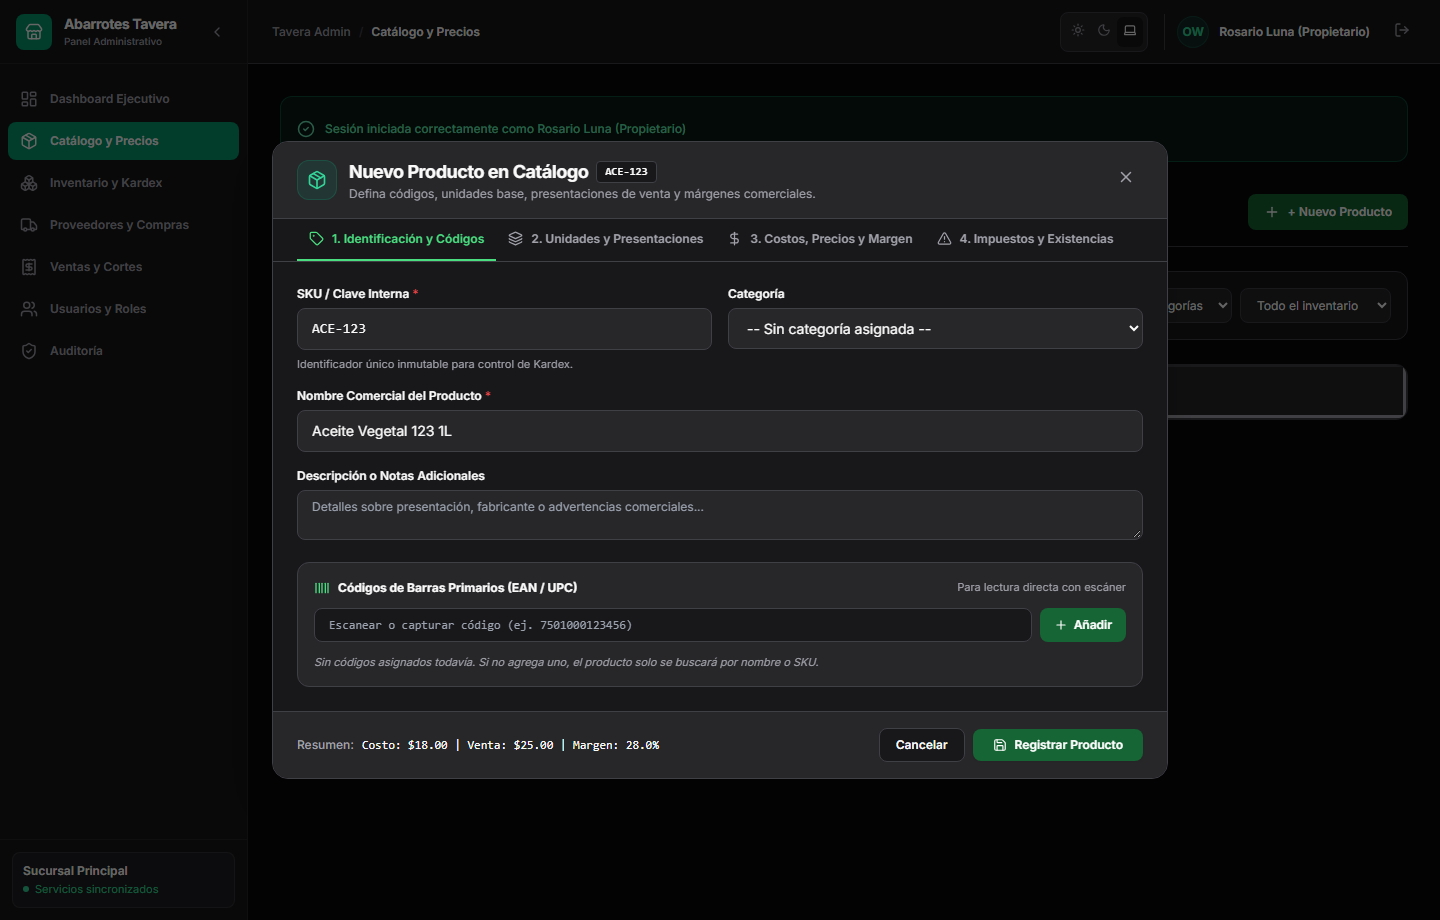 Abarrotes Tavera
Panel Administrativo
Tavera Admin / Catálogo y Precios
OW Rosario Luna (Propietario)
Dashboard Ejecutivo
Catálogo y Precios
Inventario y Kardex
Proveedores y Compras
Ventas y Cortes
Usuarios y Roles
Auditoría
Sucursal Principal
Servicios sincronizados
Sesión iniciada correctamente como Rosario Luna (Propietario)
+ Nuevo Producto
gorías
Todo el inventario
Nuevo Producto en Catálogo ACE-123
Defina códigos, unidades base, presentaciones de venta y márgenes comerciales.
1. Identificación y Códigos
2. Unidades y Presentaciones
3. Costos, Precios y Margen
4. Impuestos y Existencias
SKU / Clave Interna *
ACE-123
Identificador único inmutable para control de Kardex.
Categoría
-- Sin categoría asignada --
Nombre Comercial del Producto *
Aceite Vegetal 123 1L
Descripción o Notas Adicionales
Detalles sobre presentación, fabricante o advertencias comerciales...
Códigos de Barras Primarios (EAN / UPC)
Para lectura directa con escáner
Escanear o capturar código (ej. 7501000123456)
Añadir
Sin códigos asignados todavía. Si no agrega uno, el producto solo se buscará por nombre o SKU.
Resumen: Costo: $18.00 | Venta: $25.00 | Margen: 28.0%
Cancelar
Registrar Producto